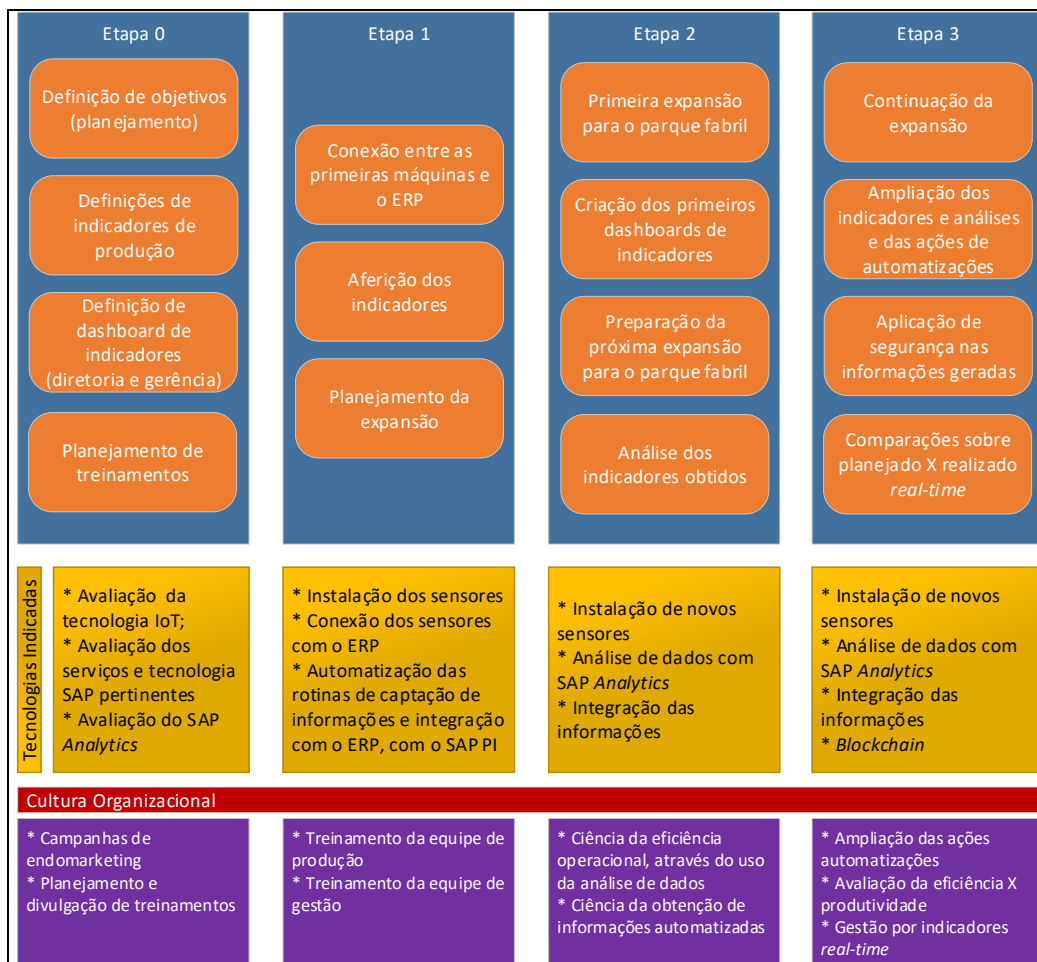 Etapa 0
Definição de objetivos
(planejamento)
Definições de
indicadores de
produção
Definição de
dashboard de
indicadores
(diretoria e gerência)
Planejamento de
treinamentos
Etapa 1
Conexão entre as
primeiras máquinas e
o ERP
Aferição dos
indicadores
Planejamento da
expansão
Etapa 2
Primeira expansão
para o parque fabril
Criação dos primeiros
dashboards de
indicadores
Preparação da
próxima expansão
para o parque fabril
Análise dos
indicadores obtidos
Etapa 3
Continuação da
expansão
Ampliação dos
indicadores e análises
e das ações de
automatizações
Aplicação de
segurança nas
informações geradas
Comparações sobre
planejado X realizado
real-time
Tecnologias Indicadas
* Avaliação da
tecnologia IoT;
* Avaliação dos
serviços e tecnologia
SAP pertinentes
* Avaliação do SAP
Analytics
* Instalação dos sensores
* Conexão dos sensores
com o ERP
* Automatização das
rotinas de captação de
informações e integração
com o ERP, com o SAP PI
* Instalação de novos
sensores
* Análise de dados com
SAP Analytics
* Integração das
informações
* Instalação de novos
sensores
* Análise de dados com
SAP Analytics
* Integração das
informações
* Blockchain
Cultura Organizacional
* Campanhas de
endomarketing
* Planejamento e
divulgação de treinamentos
* Treinamento da equipe de
produção
* Treinamento da equipe de
gestão
* Ciência da eficiência
operacional, através do uso
da análise de dados
* Ciência da obtenção de
informações automatizadas
* Ampliação das ações
automatizações
* Avaliação da eficiência X
produtividade
* Gestão por indicadores
real-time